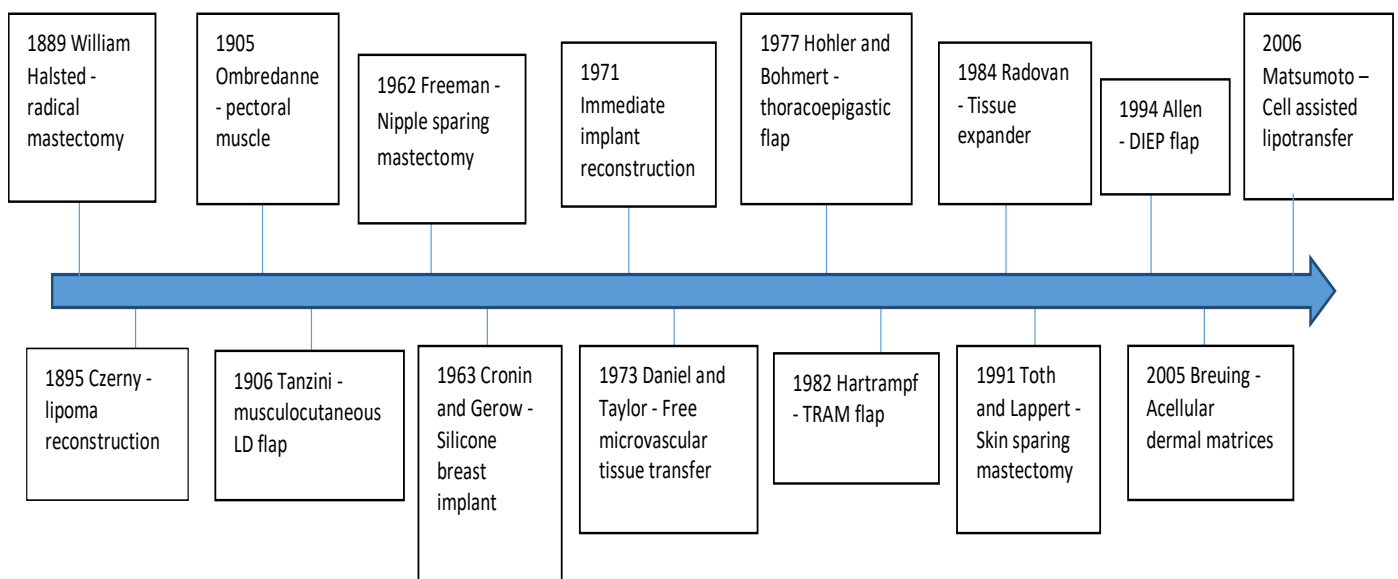 1889 William
Halsted -
radical
mastectomy
1905
Ombredanne
- pectoral
muscle
1962 Freeman -
Nipple sparing
mastectomy
1971
Immediate
implant
reconstruction
1977 Hohler and
Bohmert -
thoracoepigastic
flap
1984 Radovan
- Tissue
expander
1994 Allen
- DIEP flap
2006
Matsumoto –
Cell assisted
lipotransfer
1895 Czerny -
lipoma
reconstruction
1906 Tanzini -
musculocutaneous
LD flap
1963 Cronin
and Gerow -
Silicone
breast
implant
1973 Daniel and
Taylor - Free
microvascular
tissue transfer
1982 Hartrampf
- TRAM flap
1991 Toth
and Lappert -
Skin sparing
mastectomy
2005 Breuing -
Acellular
dermal matrices